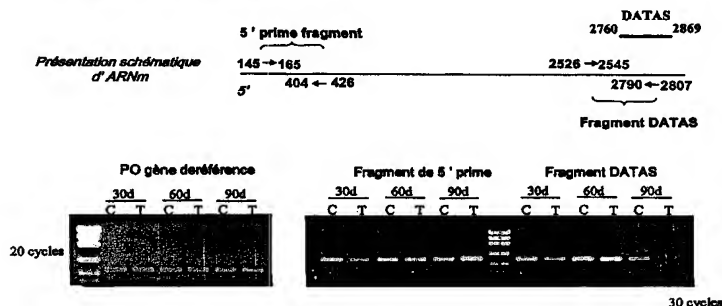 DATAS
2760 2869
5 ' prime fragment
Présentation schématique
d' ARNm
145 → 165
2526 → 2545
404 ← 426
2790 ← 2807
5'
Fragment DATAS
PO gène deréférence
Fragment de 5 ' prime
Fragment DATAS
30d 60d 90d
30d 60d 90d
30d 60d 90d
C T C T C T
C T C T C T
C T C T C T
20 cycles
30 cycles